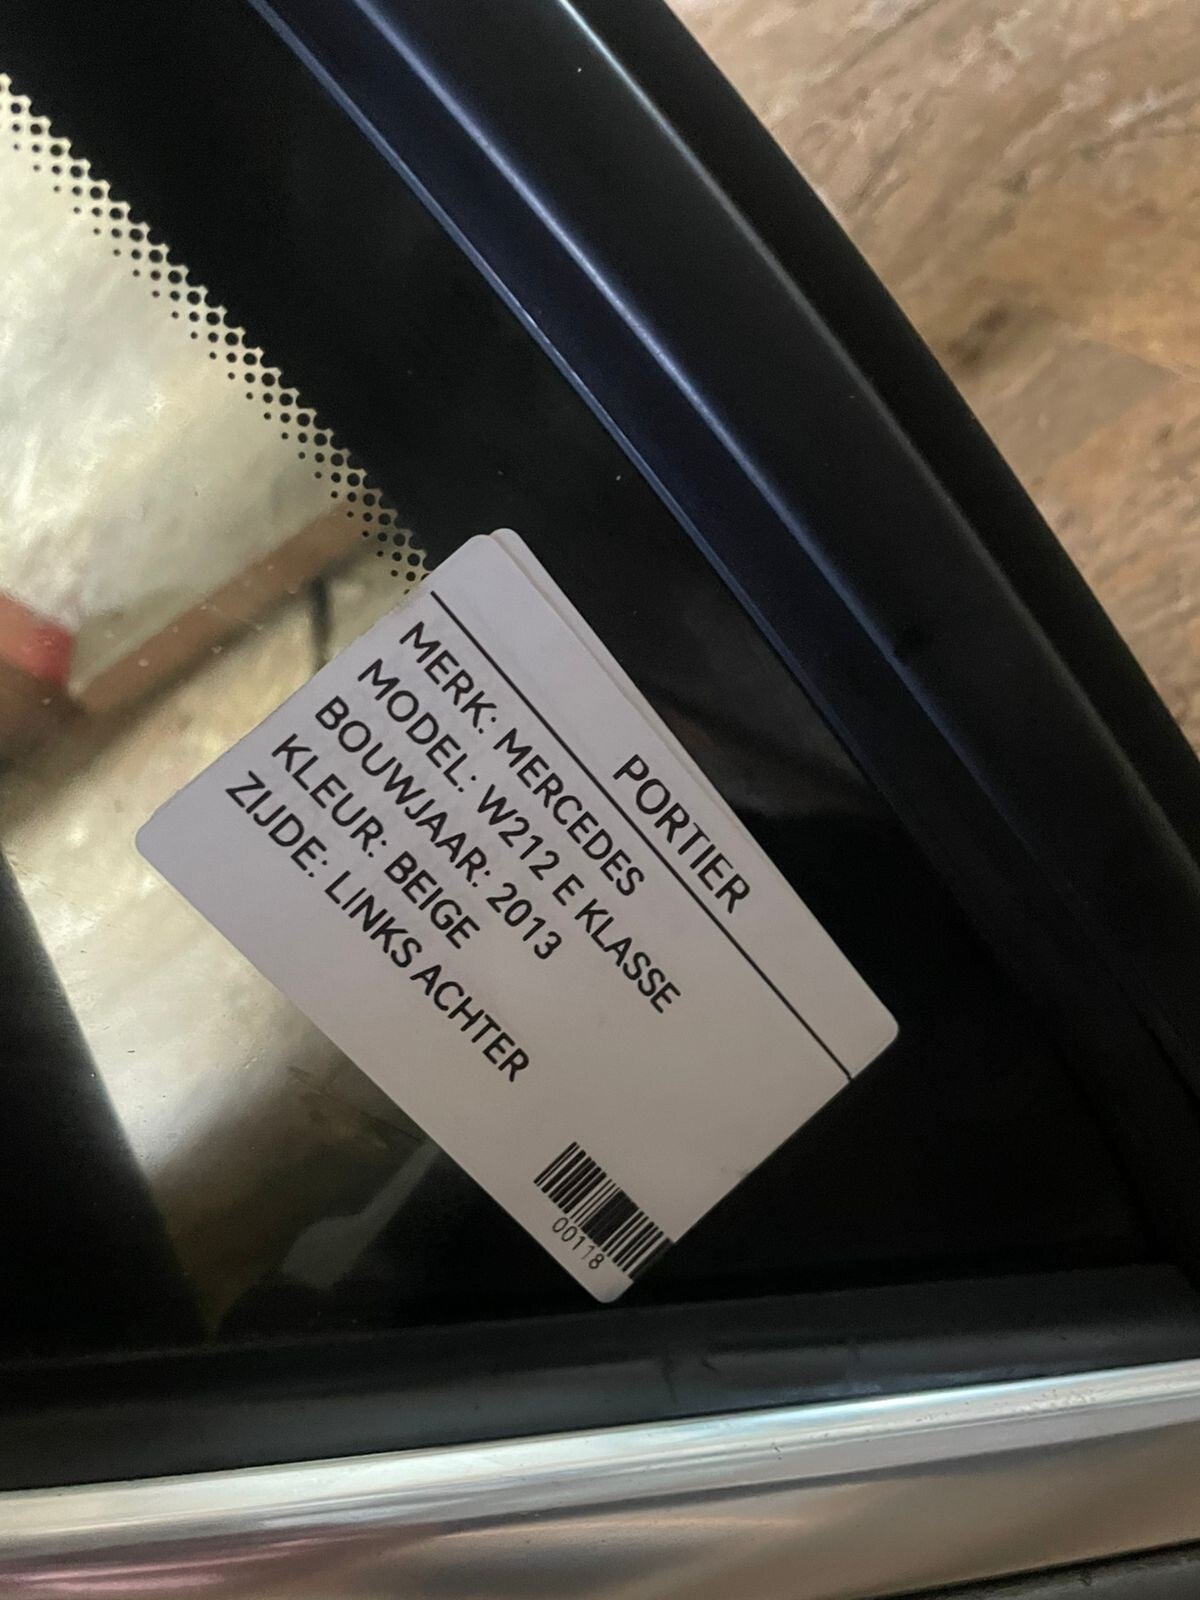 PORTIER
MERK: MERCEDES
MODEL: W212 E KLASSE
BOUWJAAR: 2013
KLEUR: BEIGE
ZIJDE: LINKS ACHTER
00118